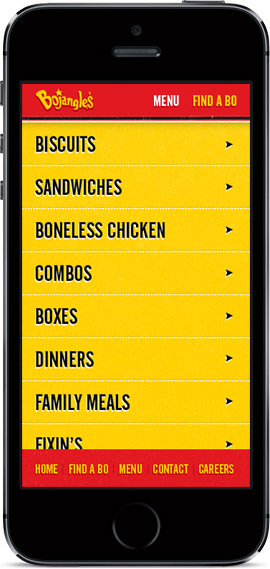 Bojangles
MENU FIND A BO
BISCUITS
SANDWICHES
BONELESS CHICKEN
COMBOS
BOXES
DINNERS
FAMILY MEALS
FIXIN'S
HOME FIND A BO MENU CONTACT CAREERS